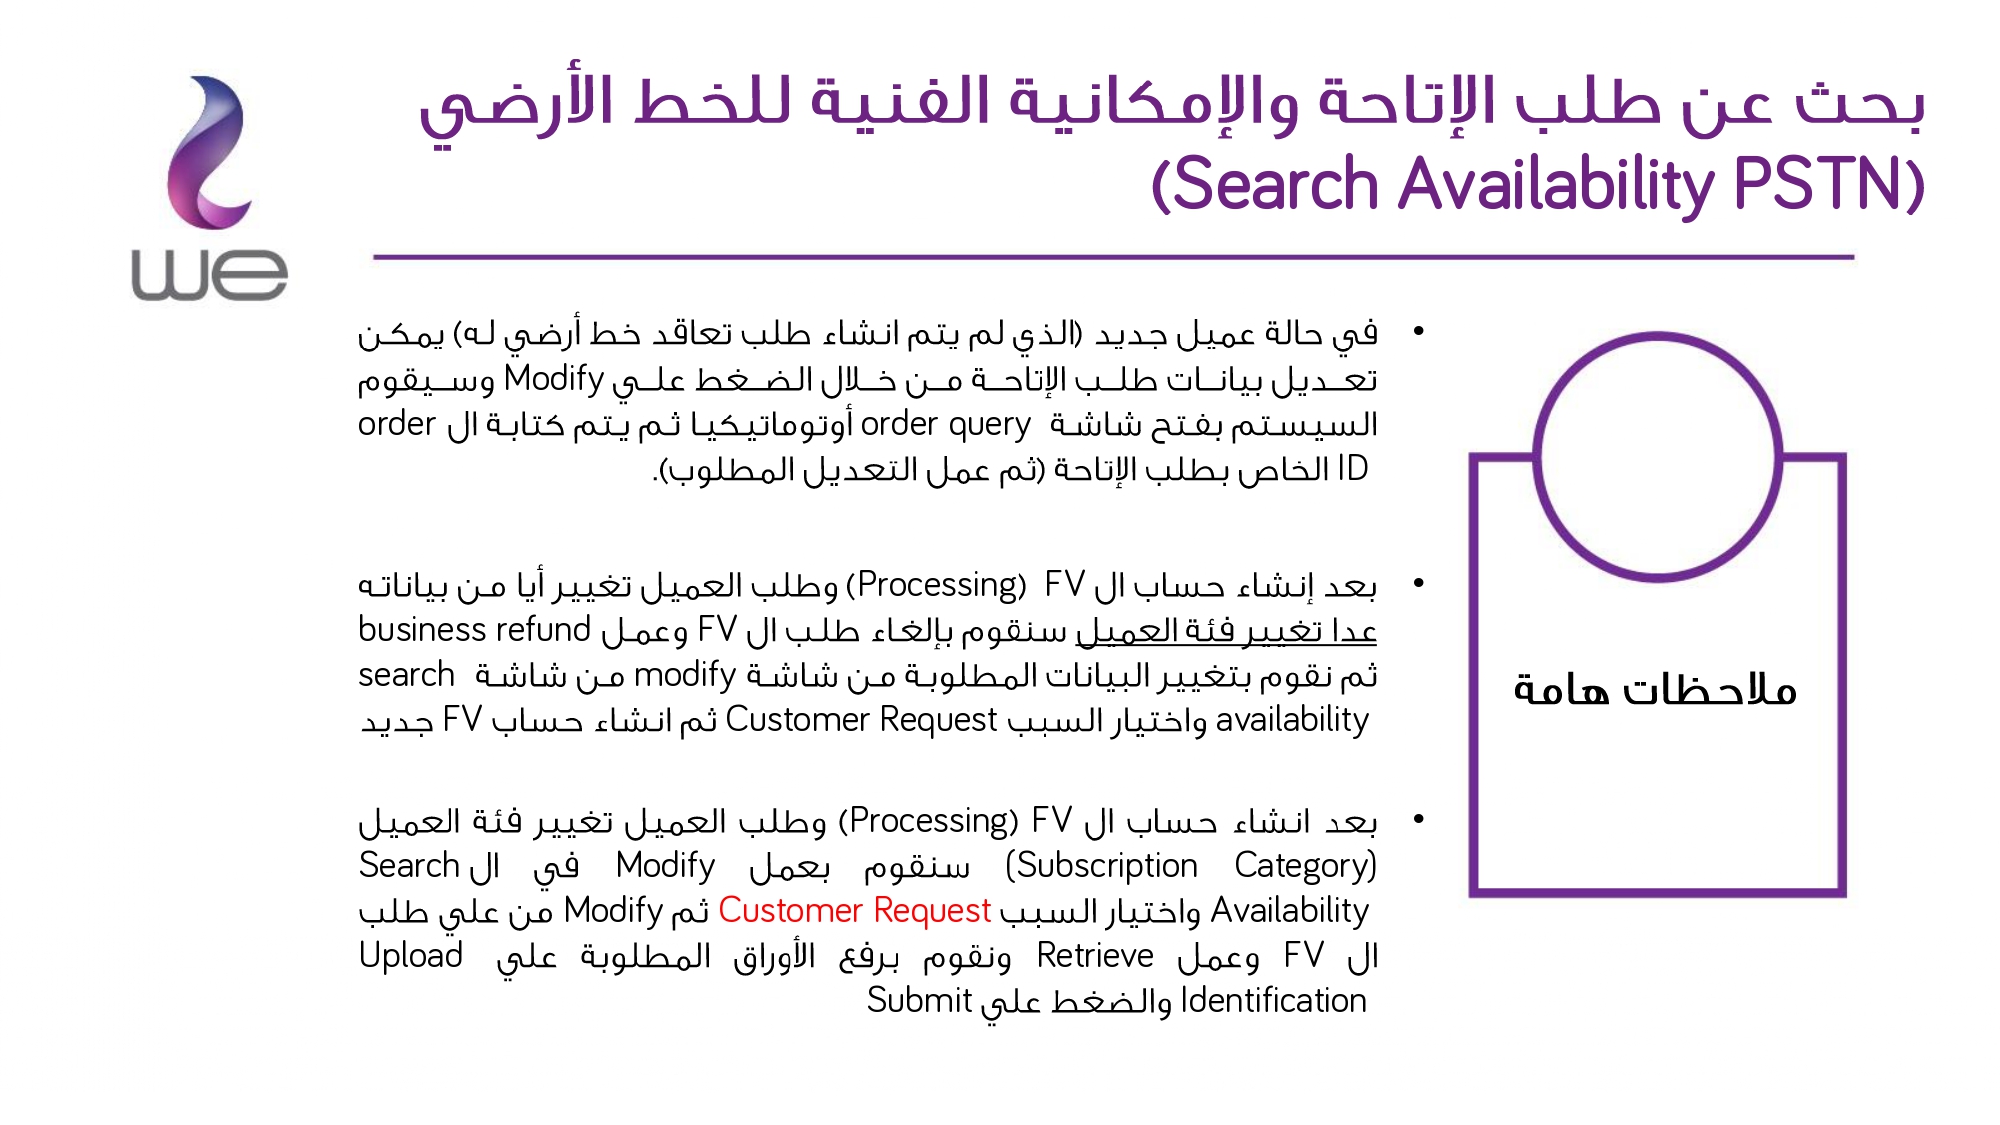 بحث عن طلب الإتاحة والإمكانية الفنية للخط الأرضي
(Search Availability PSTN)
we
في حالة عميل جديد (الذي لم يتم انشاء طلب تعاقد خط أرضي له) يمكن
تعديل بيانات طلب الإتاحة من خلال الضغط علي Modify وسيقوم
السيستم بفتح شاشة order query أوتوماتيكيا ثم يتم كتابة ال order
ID الخاص بطلب الإتاحة (ثم عمل التعديل المطلوب).
بعد إنشاء حساب ال FV (Processing) وطلب العميل تغيير أيا من بياناته
عدا تغيير فئة العميل سنقوم بإلغاء طلب ال FV وعمل business refund
ثم نقوم بتغيير البيانات المطلوبة من شاشة modify من شاشة search
availability واختيار السبب Customer Request ثم انشاء حساب FV جديد
بعد انشاء حساب ال FV (Processing) وطلب العميل تغيير فئة العميل
(Subscription Category) سنقوم بعمل Modify في ال Search
Availability واختيار السبب Customer Request ثم Modify من علي طلب
ال FV وعمل Retrieve ونقوم برفع الأوراق المطلوبة علي Upload
Identification والضغط علي Submit
ملاحظات هامة